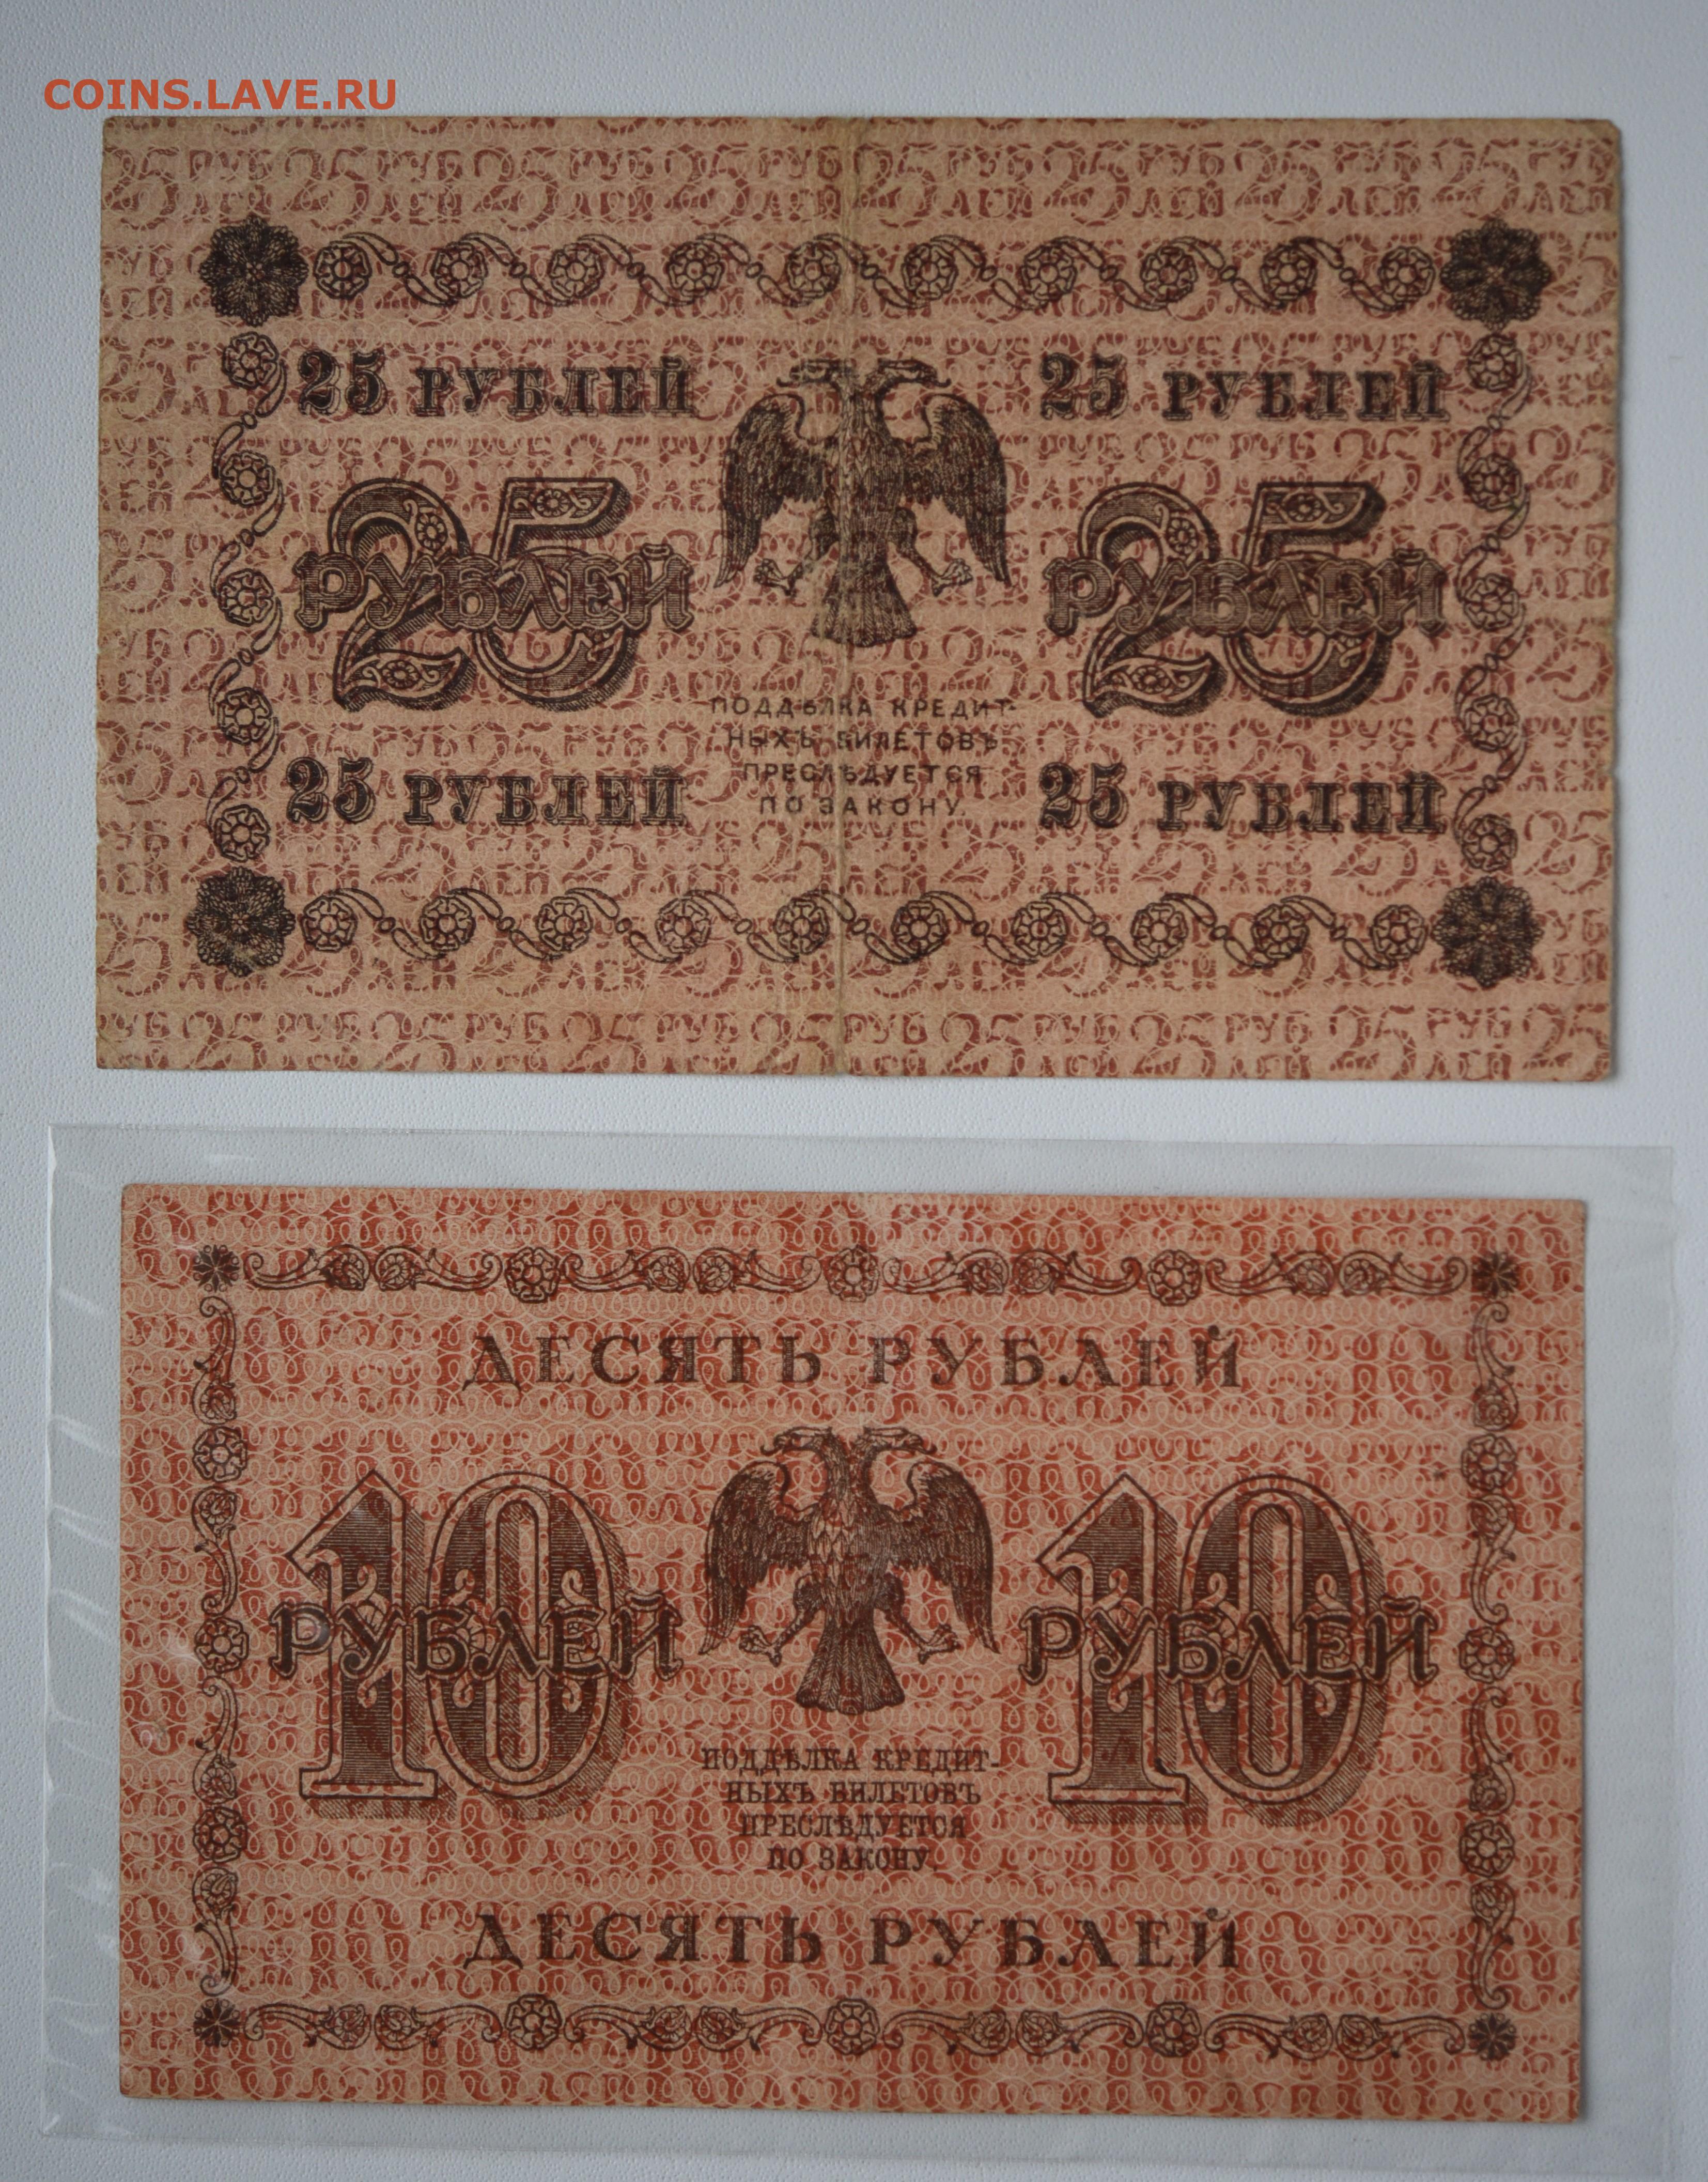 COINS.LAVE.RU
25 РУБЛЕЙ 25 РУБЛЕЙ
25 РУБЛЕЙ 25 РУБЛЕЙ
ПОДДѢЛКА КРЕДИТ-
НЫХЪ БИЛЕТОВЪ
ПРЕСЛѢДУЕТСЯ
ПО ЗАКОНУ.
25 РУБЛЕЙ 25 РУБЛЕЙ
ДЕСЯТЬ РУБЛЕЙ
10 РУБЛЕЙ 10 РУБЛЕЙ
ПОДДѢЛКА КРЕДИТ-
НЫХЪ БИЛЕТОВЪ
ПРЕСЛѢДУЕТСЯ
ПО ЗАКОНУ.
ДЕСЯТЬ РУБЛЕЙ